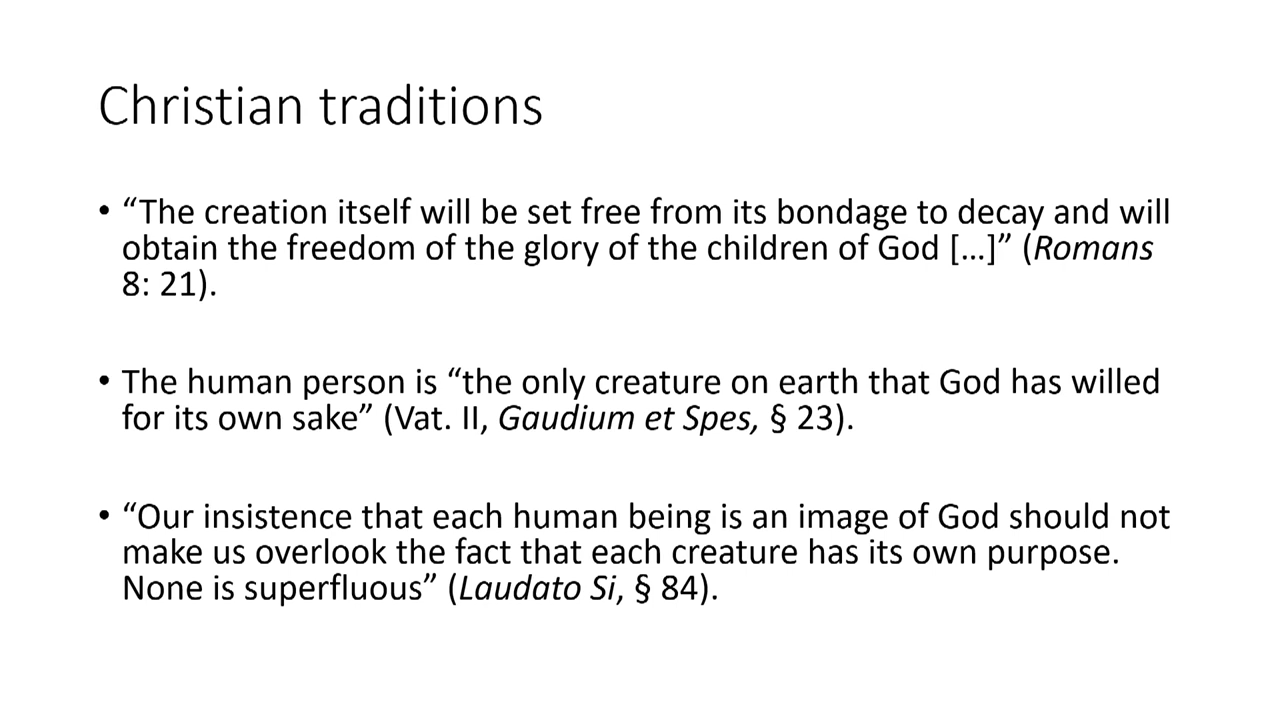 Christian traditions
• “The creation itself will be set free from its bondage to decay and will
obtain the freedom of the glory of the children of God […]” (Romans
8: 21).
• The human person is “the only creature on earth that God has willed
for its own sake” (Vat. II, Gaudium et Spes, § 23).
• “Our insistence that each human being is an image of God should not
make us overlook the fact that each creature has its own purpose.
None is superfluous” (Laudato Si, § 84).